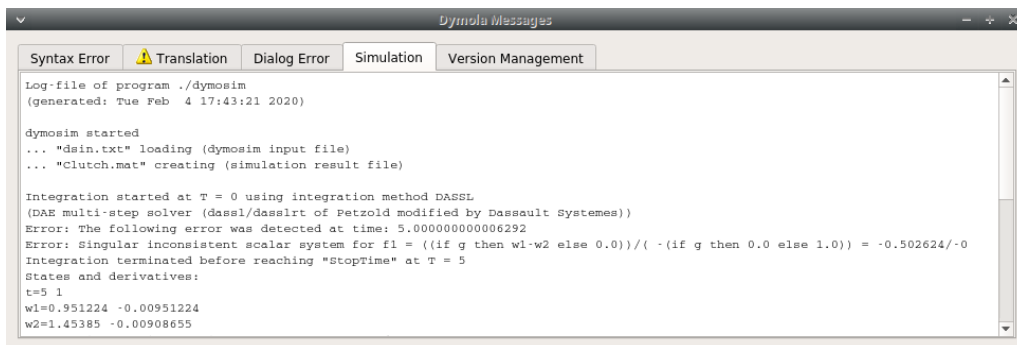 Dymola Messages
Syntax Error Translation Dialog Error Simulation Version Management
Log-file of program ./dymosim
(generated: Tue Feb  4 17:43:21 2020)
dymosim started
... "dsin.txt" loading (dymosim input file)
... "Clutch.mat" creating (simulation result file)
Integration started at T = 0 using integration method DASSL
(DAE multi-step solver (dassl/dasslrt of Petzold modified by Dassault Systemes))
Error: The following error was detected at time: 5.000000000006292
Error: Singular inconsistent scalar system for f1 = ((if g then w1-w2 else 0.0))/( -(if g then 0.0 else 1.0)) = -0.502624/-0
Integration terminated before reaching "StopTime" at T = 5
States and derivatives:
t=5 1
w1=0.951224 -0.00951224
w2=1.45385 -0.00908655